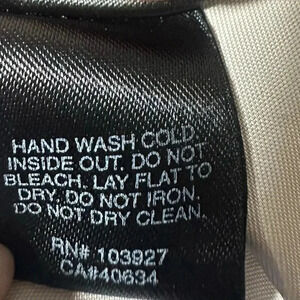 HAND WASH COLD
INSIDE OUT. DO NOT
BLEACH. LAY FLAT TO
DRY. DO NOT IRON.
DO NOT DRY CLEAN.
RN# 103927
CA#40634